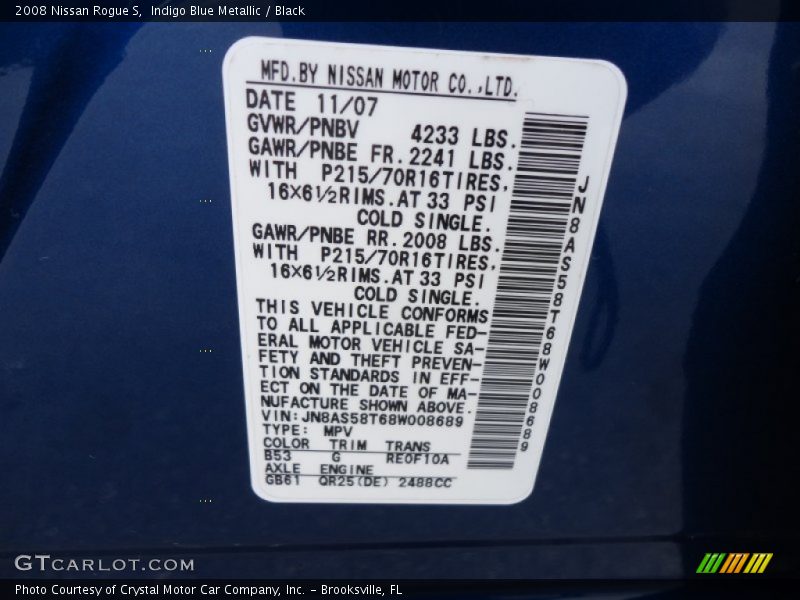 2008 Nissan Rogue S, Indigo Blue Metallic / Black
MFD.BY NISSAN MOTOR CO.,LTD.
DATE 11/07
GVWR/PNBV 4233 LBS.
GAWR/PNBE FR. 2241 LBS.
WITH P215/70R16TIRES,
16X6½RIMS.AT 33 PSI
COLD SINGLE.
GAWR/PNBE RR. 2008 LBS.
WITH P215/70R16TIRES,
16X6½RIMS.AT 33 PSI
COLD SINGLE.
THIS VEHICLE CONFORMS
TO ALL APPLICABLE FED-
ERAL MOTOR VEHICLE SA-
FETY AND THEFT PREVEN-
TION STANDARDS IN EFF-
ECT ON THE DATE OF MA-
NUFACTURE SHOWN ABOVE.
VIN:JN8AS58T68W008689
TYPE: MPV
COLOR TRIM TRANS
B53 G RE0F10A
AXLE ENGINE
GB61 QR25(DE) 2488CC
JN8AS58T68W008689
GTCARLOT.COM
Photo Courtesy of Crystal Motor Car Company, Inc. - Brooksville, FL